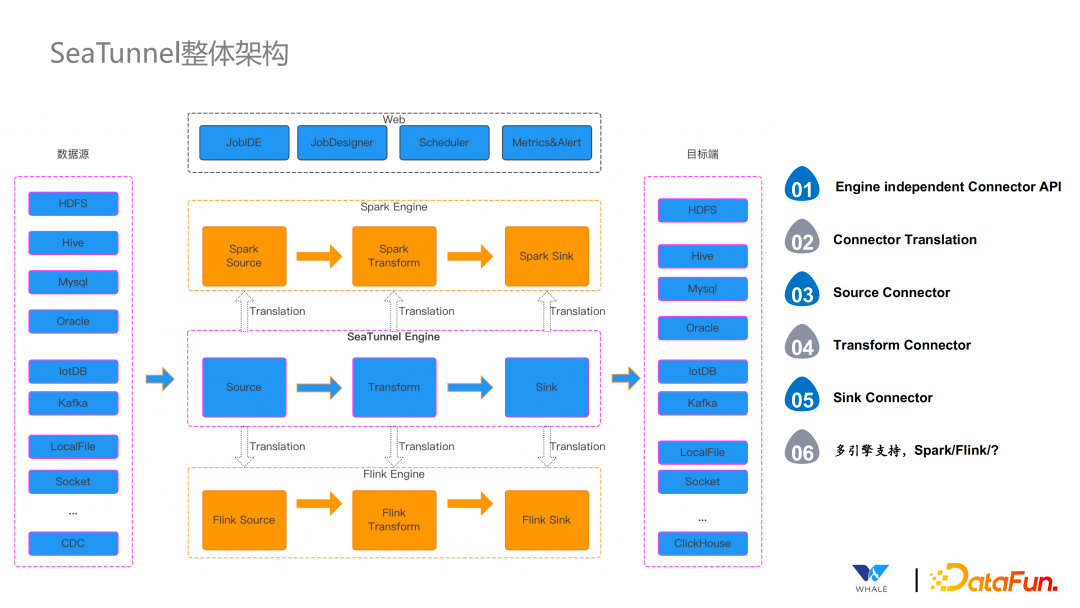 SeaTunnel整体架构
数据源
HDFS
Hive
Mysql
Oracle
IotDB
Kafka
LocalFile
Socket
...
CDC
Web
JobIDE
JobDesigner
Scheduler
Metrics&Alert
Spark Engine
Spark
Source
Spark
Transform
Spark Sink
Translation
Translation
Translation
SeaTunnel Engine
Source
Transform
Sink
Translation
Translation
Translation
Flink Engine
Flink Source
Flink
Transform
Flink Sink
目标端
HDFS
Hive
Mysql
Oracle
IotDB
Kafka
LocalFile
Socket
...
ClickHouse
01 Engine independent Connector API
02 Connector Translation
03 Source Connector
04 Transform Connector
05 Sink Connector
06 多引擎支持，Spark/Flink/?
WHALE
DataFun.